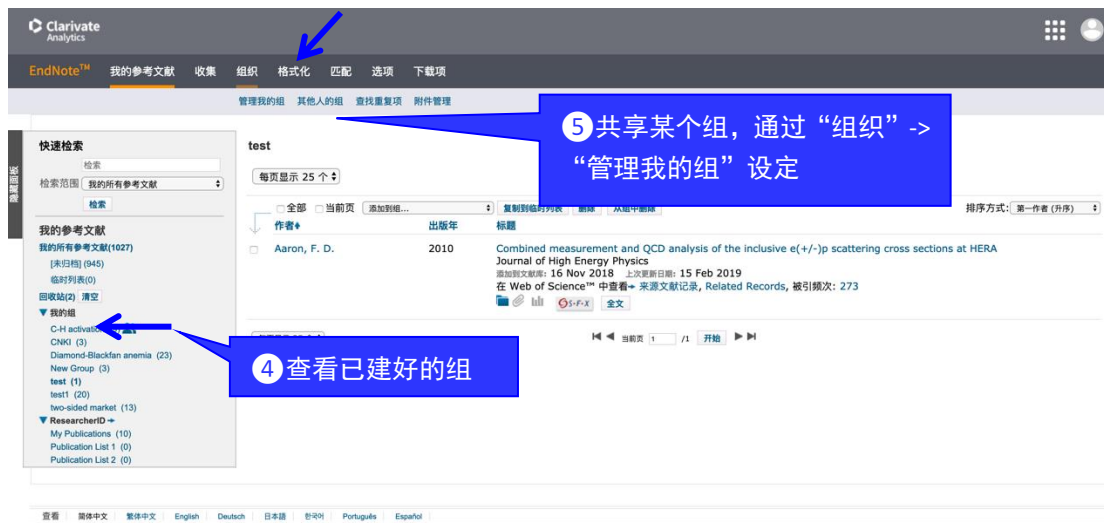 Clarivate
Analytics
EndNote™ 我的参考文献 收集 组织 格式化 匹配 选项 下载项
管理我的组 其他人的组 查找重复项 附件管理
⑤共享某个组，通过“组织”->
“管理我的组”设定
隐藏面板
快速检索
检索
检索范围 我的所有参考文献
检索
我的参考文献
我的所有参考文献(1027)
[未归档] (945)
临时列表(0)
回收站(2) 清空
▼ 我的组
C-H activation
CNKI (3)
Diamond-Blackfan anemia (23)
New Group (3)
test (1)
test1 (20)
two-sided market (13)
▼ ResearcherID
My Publications (10)
Publication List 1 (0)
Publication List 2 (0)
test
每页显示 25 个
全部 当前页 添加到组... 复制到临时列表 删除 从组中删除 排序方式: 第一作者 (升序)
作者 出版年 标题
Aaron, F. D. 2010 Combined measurement and QCD analysis of the inclusive e(+/-)p scattering cross sections at HERA
Journal of High Energy Physics
添加到文献库: 16 Nov 2018 上次更新日期: 15 Feb 2019
在 Web of Science™ 中查看 来源文献记录, Related Records, 被引频次: 273
S·F·X 全文
当前页 1 /1 开始
④查看已建好的组
查看 简体中文 繁体中文 English Deutsch 日本語 한국어 Português Español